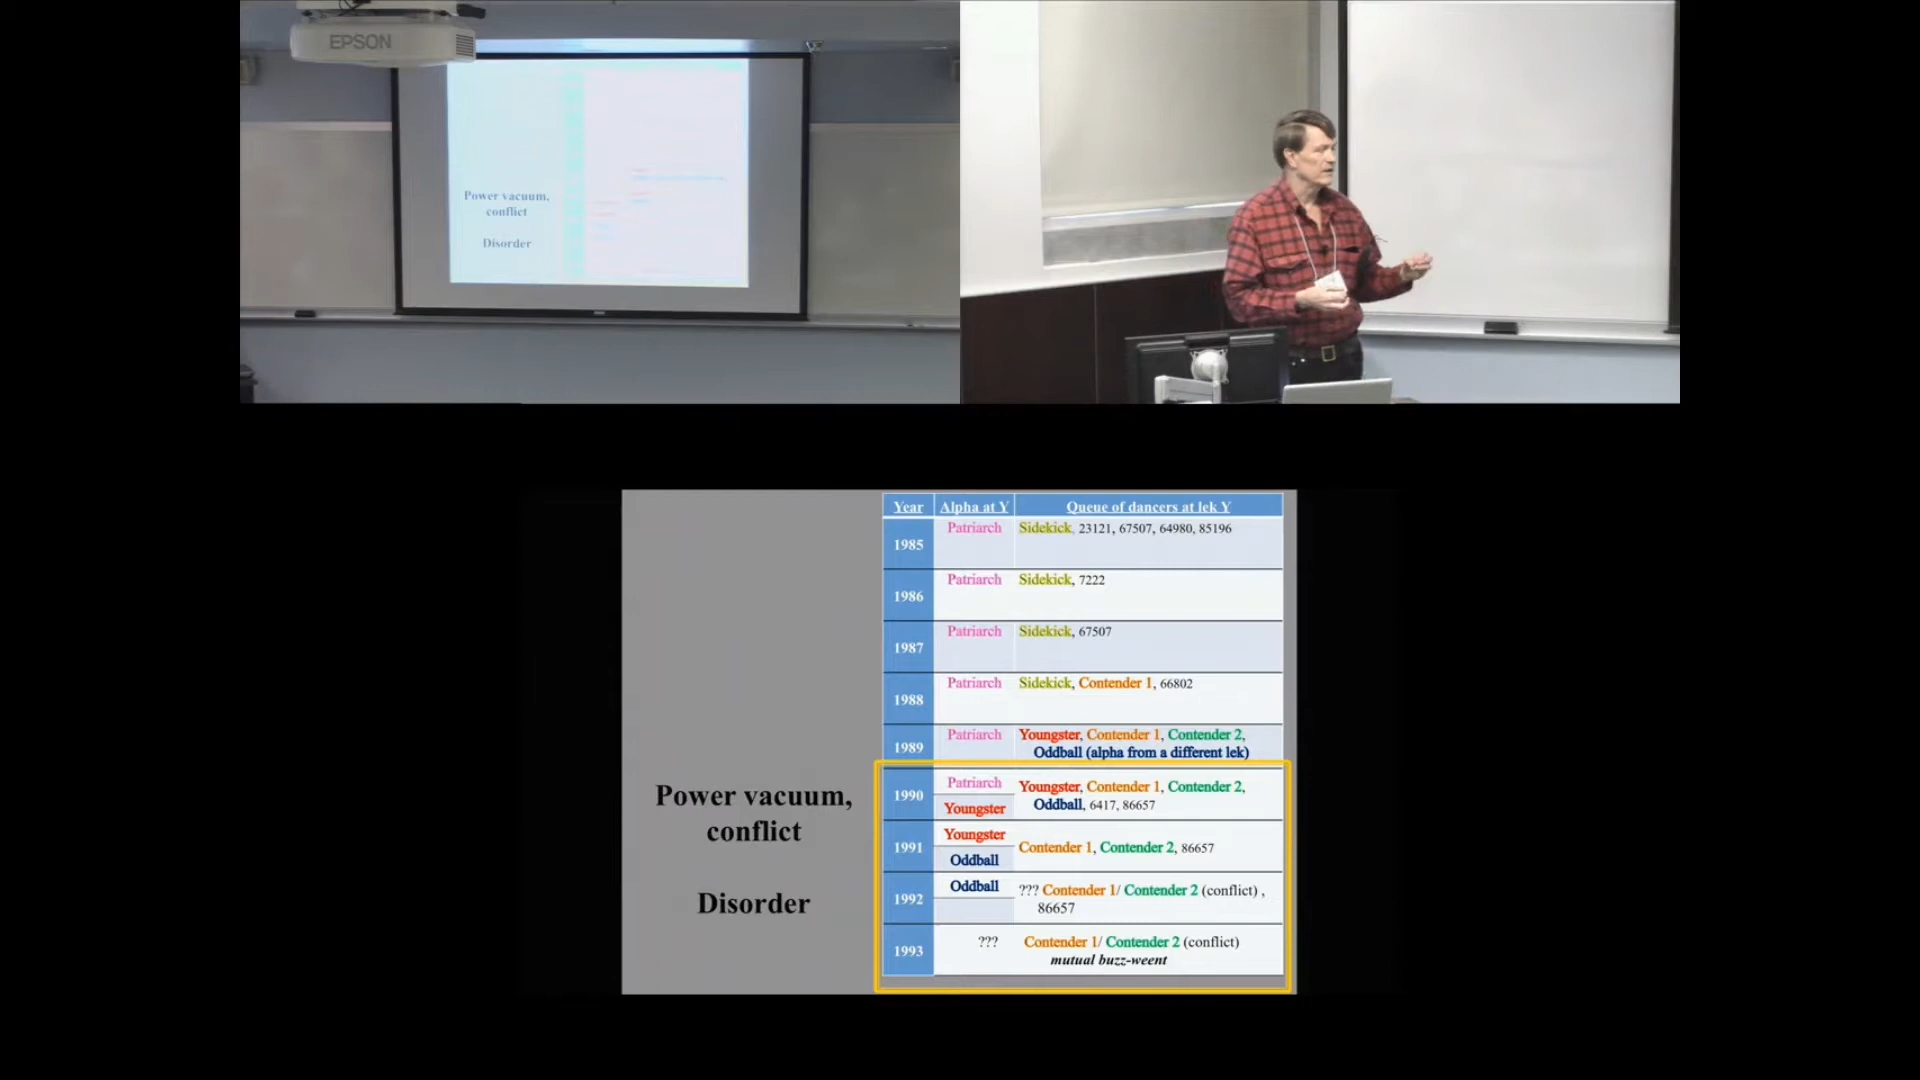 EPSON
Power vacuum,
conflict
Disorder
Year Alpha at Y Queue of dancers at lek Y
1985 Patriarch Sidekick, 23121, 67507, 64980, 85196
1986 Patriarch Sidekick, 7222
1987 Patriarch Sidekick, 67507
1988 Patriarch Sidekick, Contender 1, 66802
1989 Patriarch Youngster, Contender 1, Contender 2,
Oddball (alpha from a different lek)
1990 Patriarch Youngster, Contender 1, Contender 2,
Youngster Oddball, 6417, 86657
1991 Youngster Contender 1, Contender 2, 86657
Oddball
1992 Oddball ??? Contender 1/ Contender 2 (conflict) ,
86657
1993 ??? Contender 1/ Contender 2 (conflict)
mutual buzz-weent
Power vacuum,
conflict
Disorder